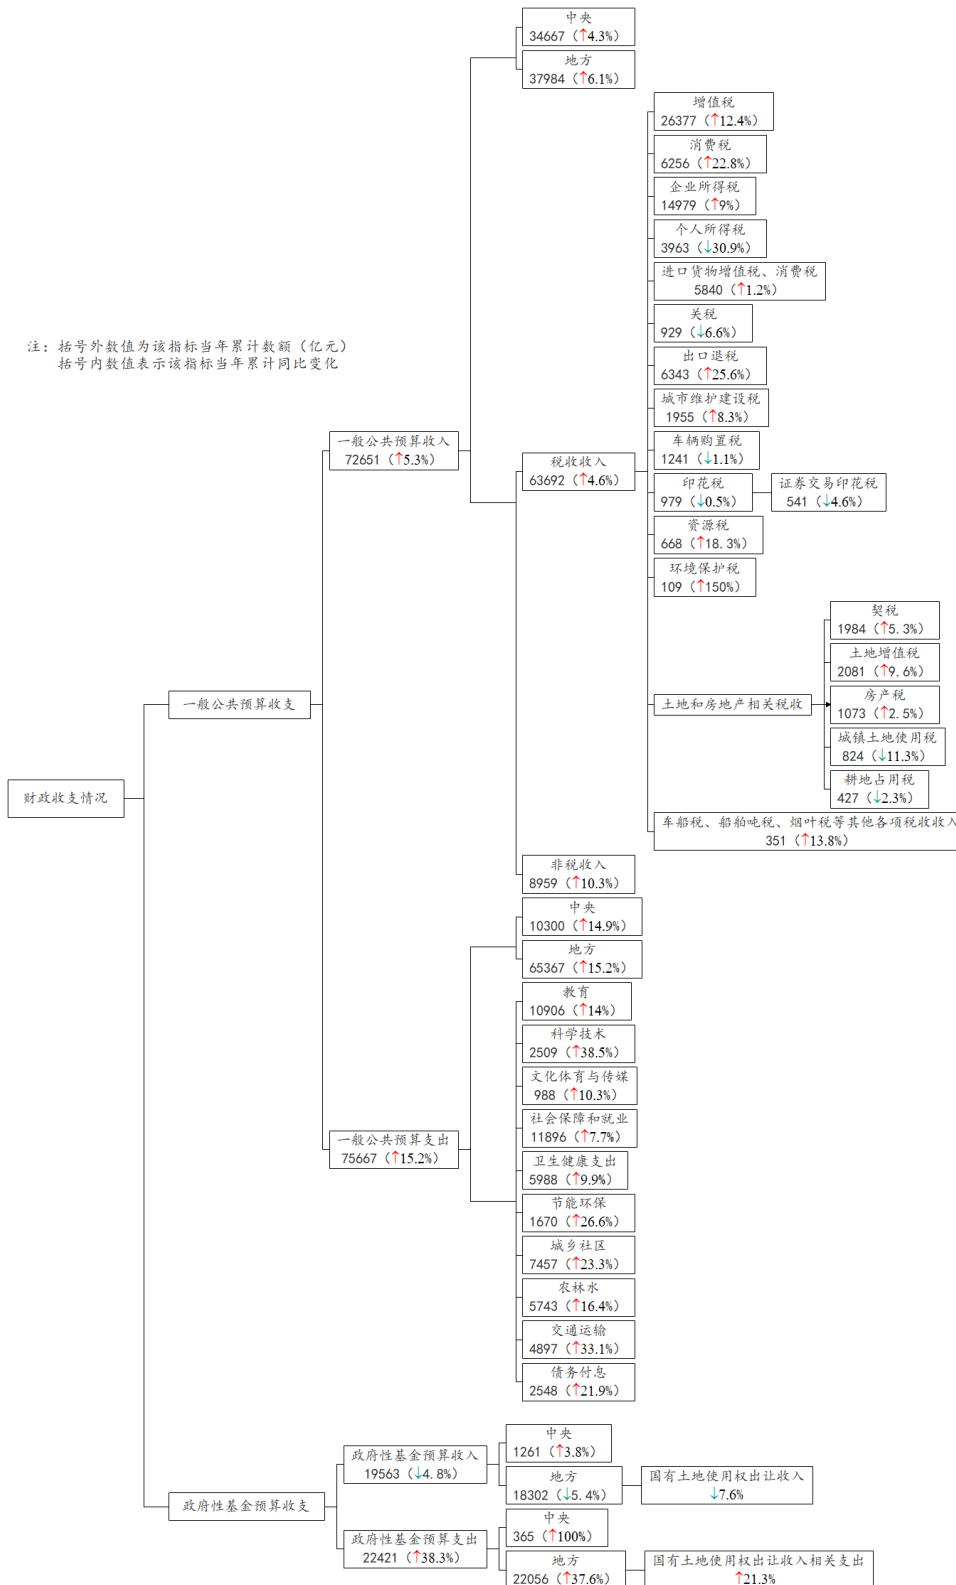 中央
34667（↑4.3%）
地方
37984（↑6.1%）
增值税
26377（↑12.4%）
消费税
6256（↑22.8%）
企业所得税
14979（↑9%）
个人所得税
3963（↓30.9%）
进口货物增值税、消费税
5840（↑1.2%）
关税
929（↓6.6%）
出口退税
6343（↑25.6%）
城市维护建设税
1955（↑8.3%）
车辆购置税
1241（↓1.1%）
印花税
979（↓0.5%）
证券交易印花税
541（↓4.6%）
资源税
668（↑18.3%）
环境保护税
109（↑150%）
注：括号外数值为该指标当年累计数额（亿元）
括号内数值表示该指标当年累计同比变化
一般公共预算收入
72651（↑5.3%）
税收收入
63692（↑4.6%）
契税
1984（↑5.3%）
土地增值税
2081（↑9.6%）
土地和房地产相关税收
房产税
1073（↑2.5%）
城镇土地使用税
824（↓11.3%）
耕地占用税
427（↓2.3%）
车船税、船舶吨税、烟叶税等其他各项税收收入
351（↑13.8%）
一般公共预算收支
财政收支情况
非税收入
8959（↑10.3%）
中央
10300（↑14.9%）
地方
65367（↑15.2%）
教育
10906（↑14%）
科学技术
2509（↑38.5%）
文化体育与传媒
988（↑10.3%）
社会保障和就业
11896（↑7.7%）
一般公共预算支出
75667（↑15.2%）
卫生健康支出
5988（↑9.9%）
节能环保
1670（↑26.6%）
城乡社区
7457（↑23.3%）
农林水
5743（↑16.4%）
交通运输
4897（↑33.1%）
债务付息
2548（↑21.9%）
中央
1261（↑3.8%）
政府性基金预算收入
19563（↓4.8%）
地方
18302（↓5.4%）
国有土地使用权出让收入
↓7.6%
政府性基金预算收支
中央
365（↑100%）
政府性基金预算支出
22421（↑38.3%）
地方
22056（↑37.6%）
国有土地使用权出让收入相关支出
↑21.3%